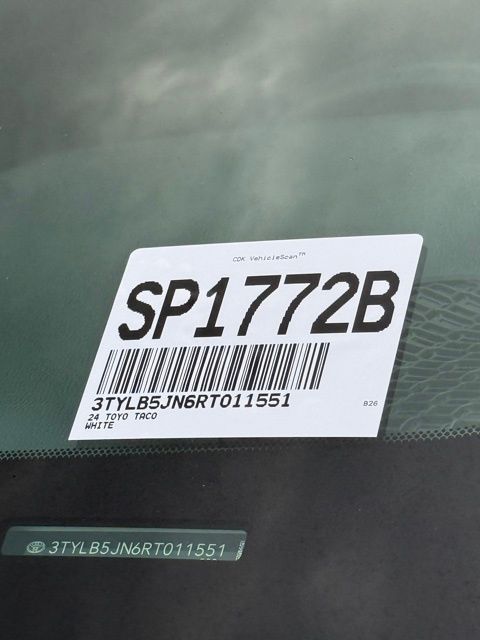 CDK VehicleScan™
SP1772B
3TYLB5JN6RT011551
24 TOYO TACO
WHITE
B26
3TYLB5JN6RT011551